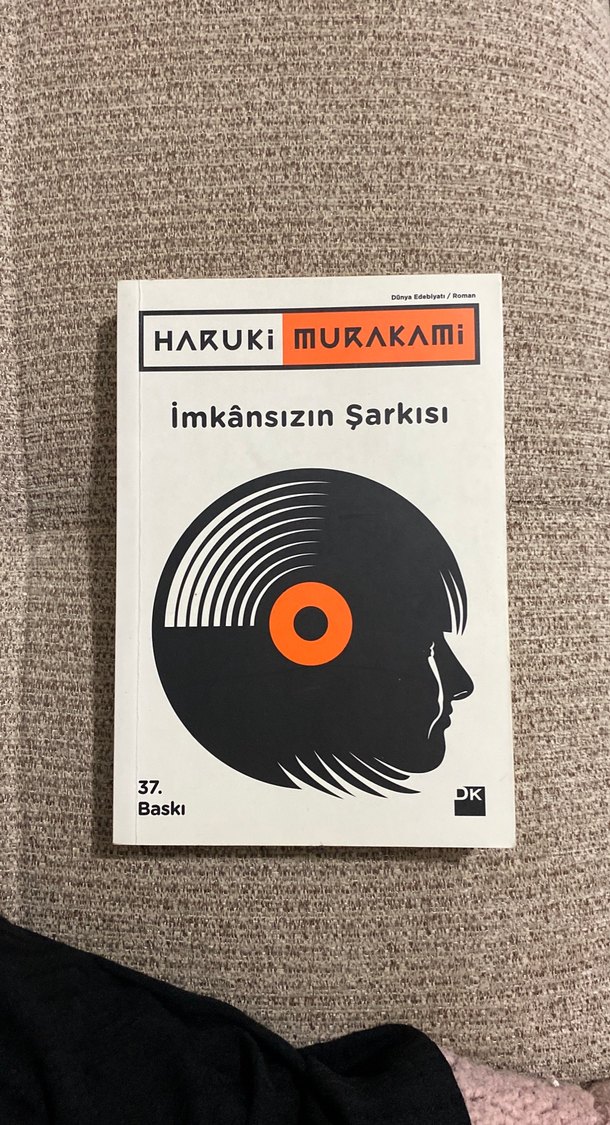 Dünya Edebiyatı / Roman
HARUKi MURAKAMi
İmkânsızın Şarkısı
37.
Baskı
DK